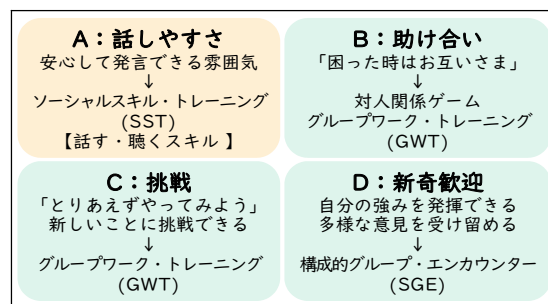 A：話しやすさ
安心して発言できる雰囲気
↓
ソーシャルスキル・トレーニング
(SST)
【話す・聴くスキル 】
B：助け合い
「困った時はお互いさま」
↓
対人関係ゲーム
グループワーク・トレーニング
(GWT)
C：挑戦
「とりあえずやってみよう」
新しいことに挑戦できる
↓
グループワーク・トレーニング
(GWT)
D：新奇歓迎
自分の強みを発揮できる
多様な意見を受け留める
↓
構成的グループ・エンカウンター
(SGE)